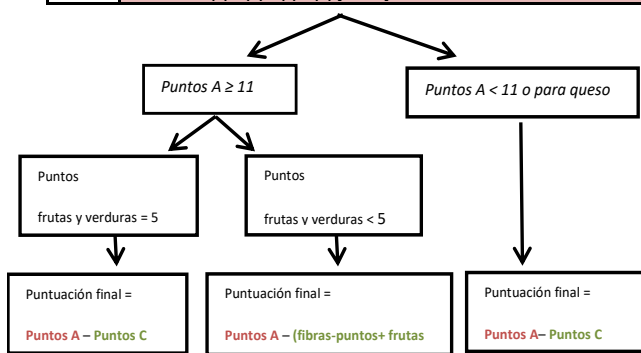 Puntos A ≥ 11
Puntos A < 11 o para queso
Puntos
frutas y verduras = 5
Puntos
frutas y verduras < 5
Puntuación final =
Puntos A – Puntos C
Puntuación final =
Puntos A – (fibras-puntos+ frutas
Puntuación final =
Puntos A– Puntos C